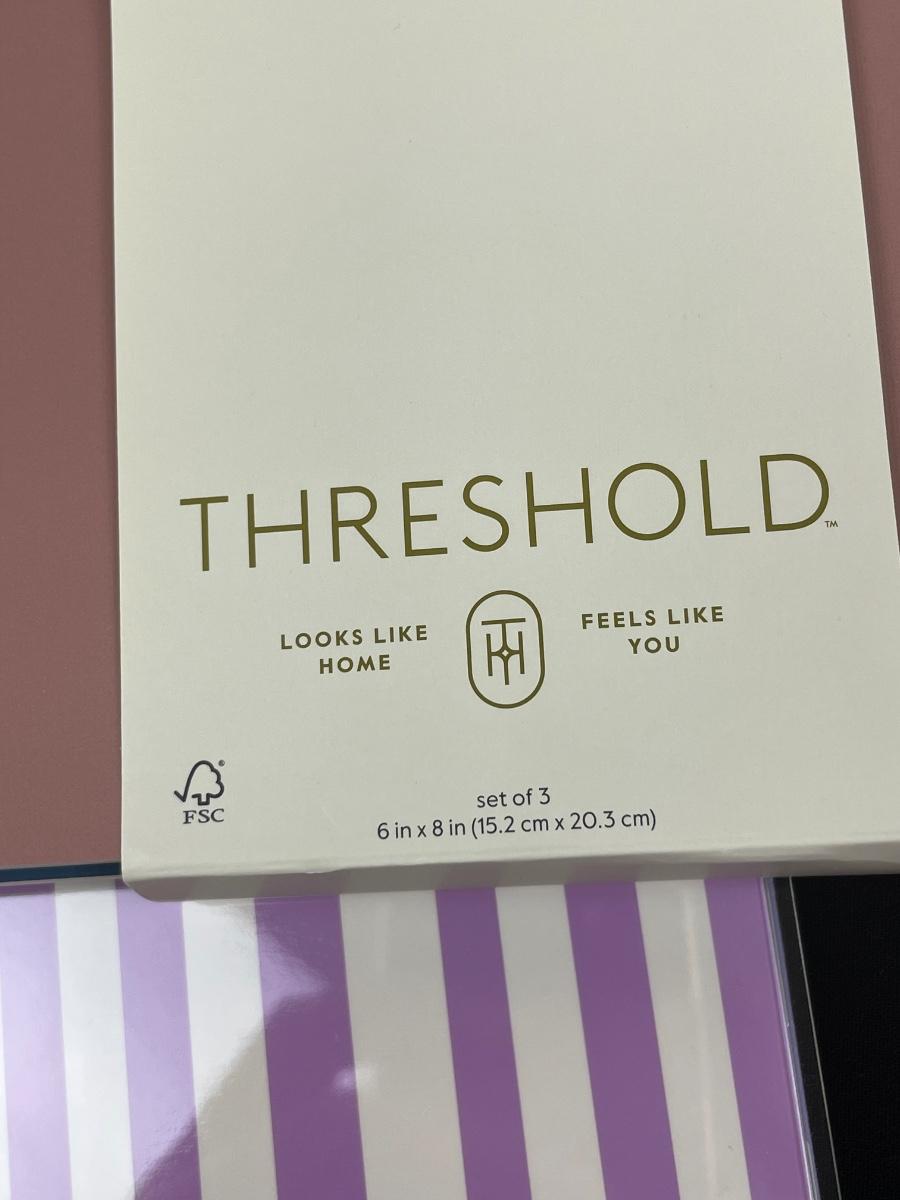 THRESHOLD™
LOOKS LIKE
HOME
TH
FEELS LIKE
YOU
®
FSC
set of 3
6 in x 8 in (15.2 cm x 20.3 cm)